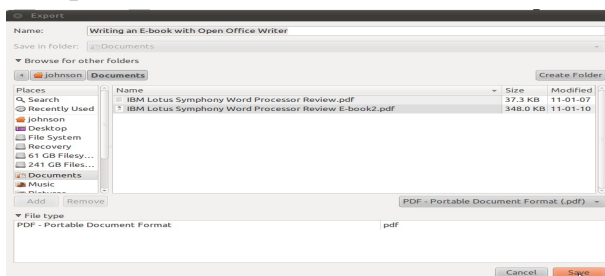 Export
Name: Writing an E-book with Open Office Writer
Save in folder: Documents
Browse for other folders
johnson Documents Create Folder
Places Name Size Modified
Search IBM Lotus Symphony Word Processor Review.pdf 37.3 KB 11-01-07
Recently Used IBM Lotus Symphony Word Processor Review E-book2.pdf 348.0 KB 11-01-10
johnson
Desktop
File System
Recovery
61 GB Filesy...
241 GB Files...
Documents
Music
Add Remove PDF - Portable Document Format (.pdf)
File type
PDF - Portable Document Format pdf
Cancel Save